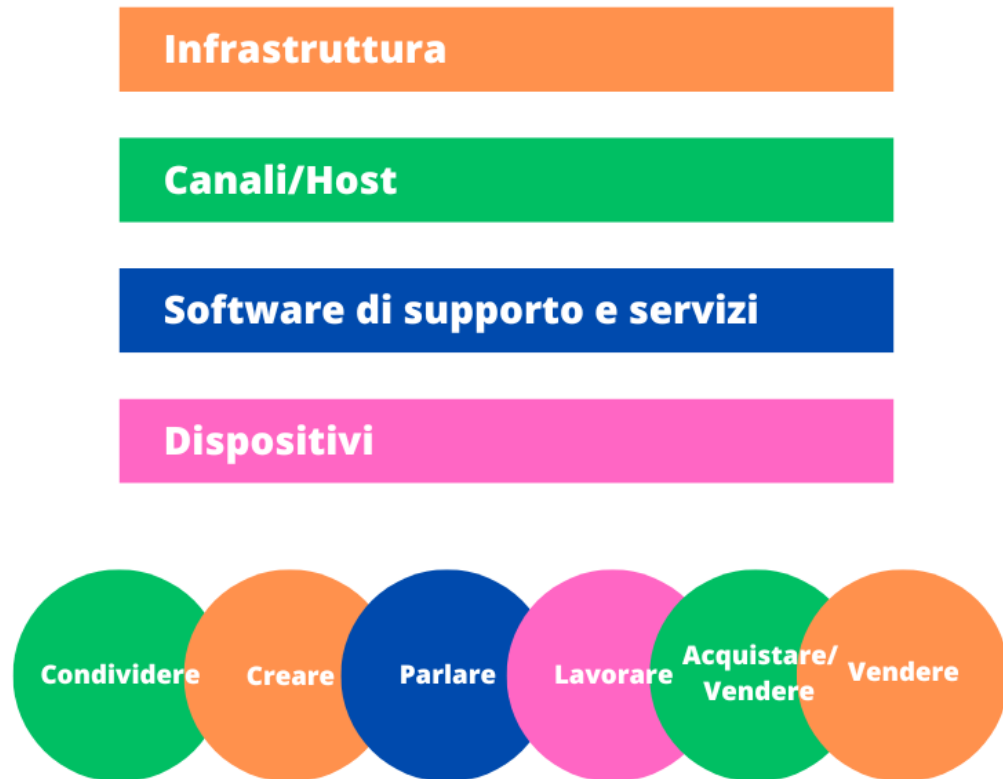 Infrastruttura
Canali/Host
Software di supporto e servizi
Dispositivi
Condividere
Creare
Parlare
Lavorare
Acquistare/
Vendere
Vendere